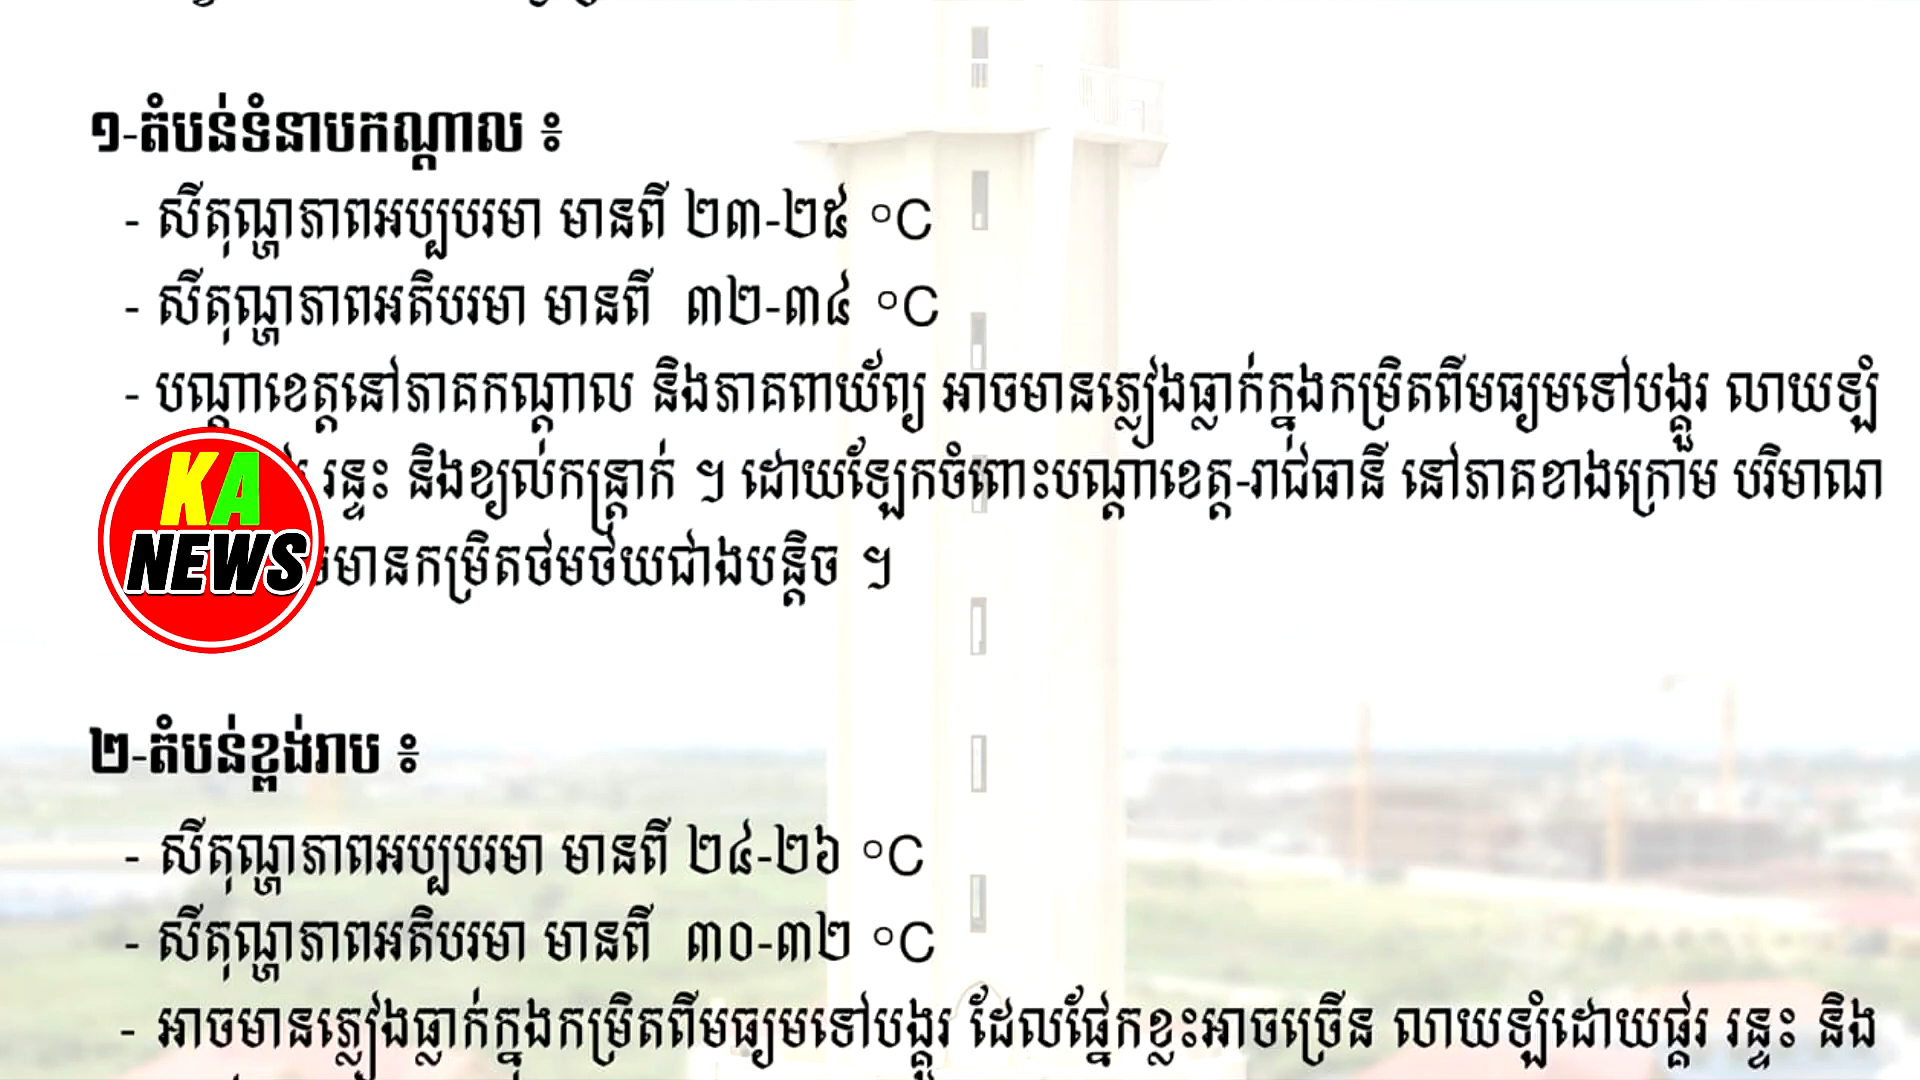 ១-តំបន់ទំនាបកណ្តាល ៖
- សីតុណ្ហភាពអប្បបរមា មានពី ២៣-២៥ °C
- សីតុណ្ហភាពអតិបរមា មានពី ៣២-៣៤ °C
- បណ្តាខេត្តនៅភាគកណ្តាល និងភាគពាយ័ព្យ អាចមានភ្លៀងធ្លាក់ក្នុងកម្រិតពីមធ្យមទៅបង្គួរ លាយឡំ
រន្ទះ និងខ្យល់កន្ត្រាក់ ។ ដោយឡែកចំពោះបណ្តាខេត្ត-រាជធានី នៅភាគខាងក្រោម បរិមាណ
មានកម្រិតថមថយជាងបន្តិច ។
KA
NEWS
២-តំបន់ខ្ពង់រាប ៖
- សីតុណ្ហភាពអប្បបរមា មានពី ២៤-២៦ °C
- សីតុណ្ហភាពអតិបរមា មានពី ៣០-៣២ °C
- អាចមានភ្លៀងធ្លាក់ក្នុងកម្រិតពីមធ្យមទៅបង្គួរ ដែលផ្នែកខ្លះអាចច្រើន លាយឡំដោយផ្គរ រន្ទះ និង